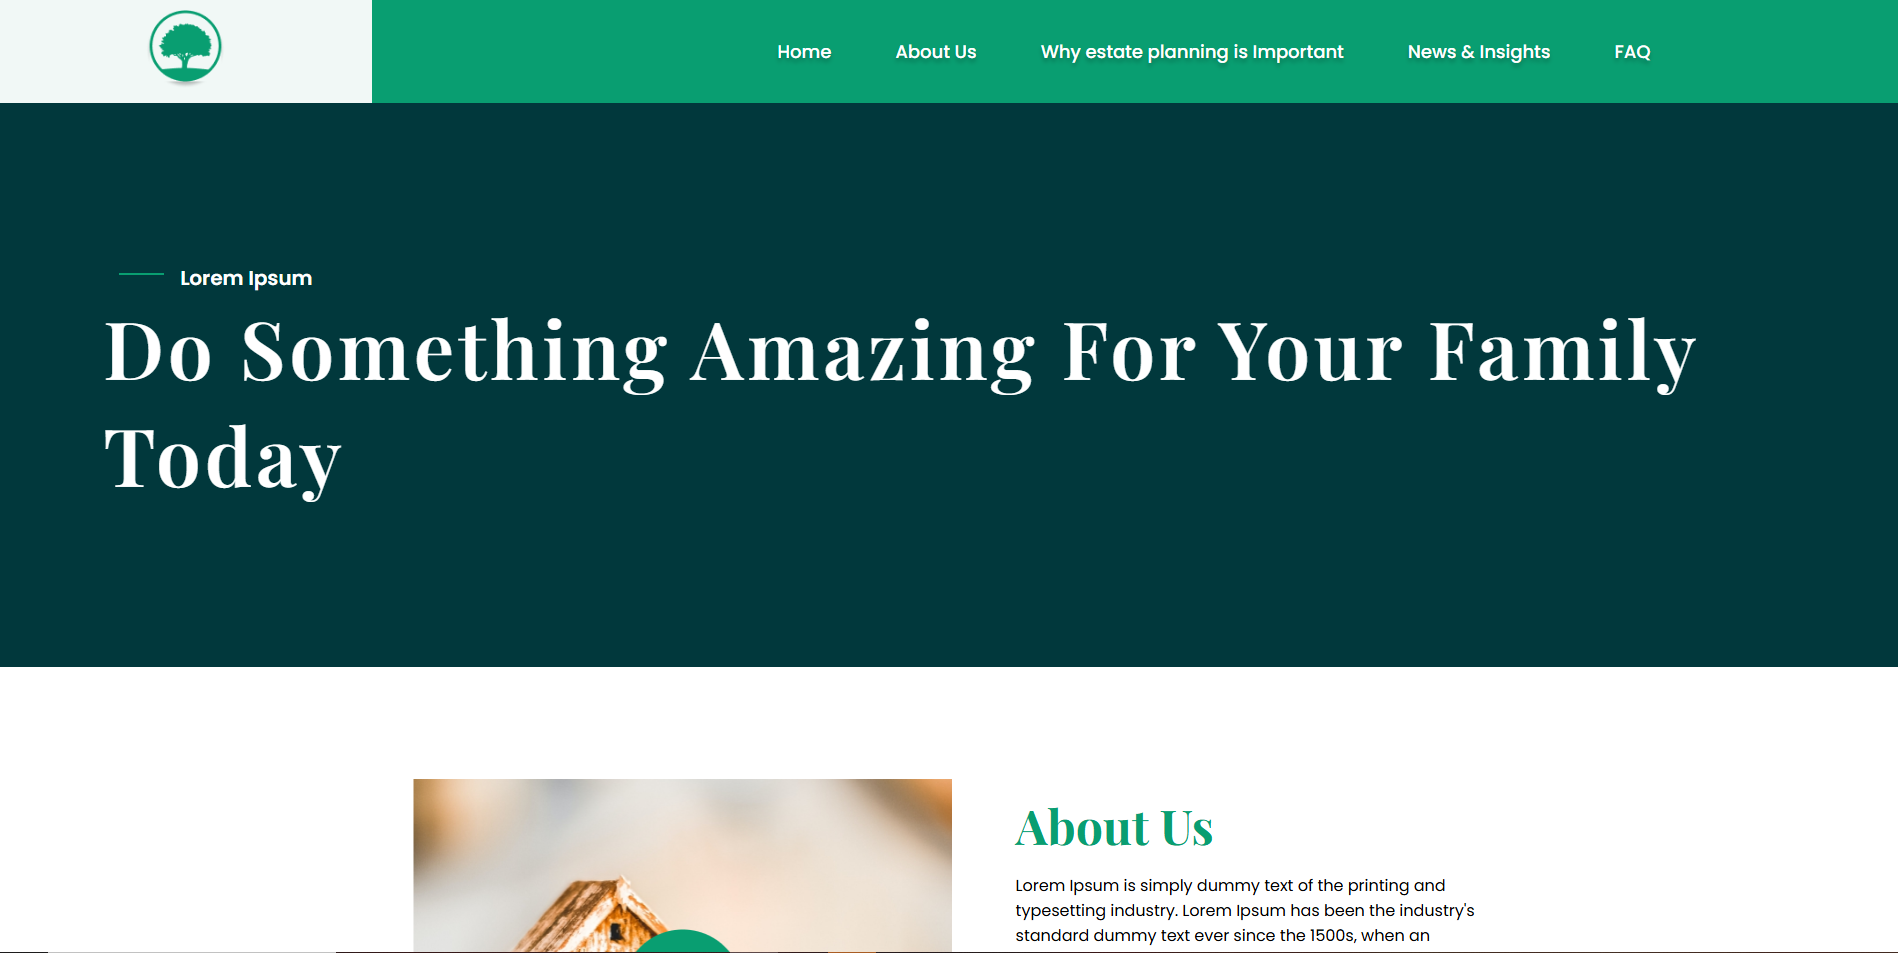 Home About Us Why estate planning is Important News & Insights FAQ
Lorem Ipsum
Do Something Amazing For Your Family
Today
About Us
Lorem Ipsum is simply dummy text of the printing and
typesetting industry. Lorem Ipsum has been the industry's
standard dummy text ever since the 1500s, when an